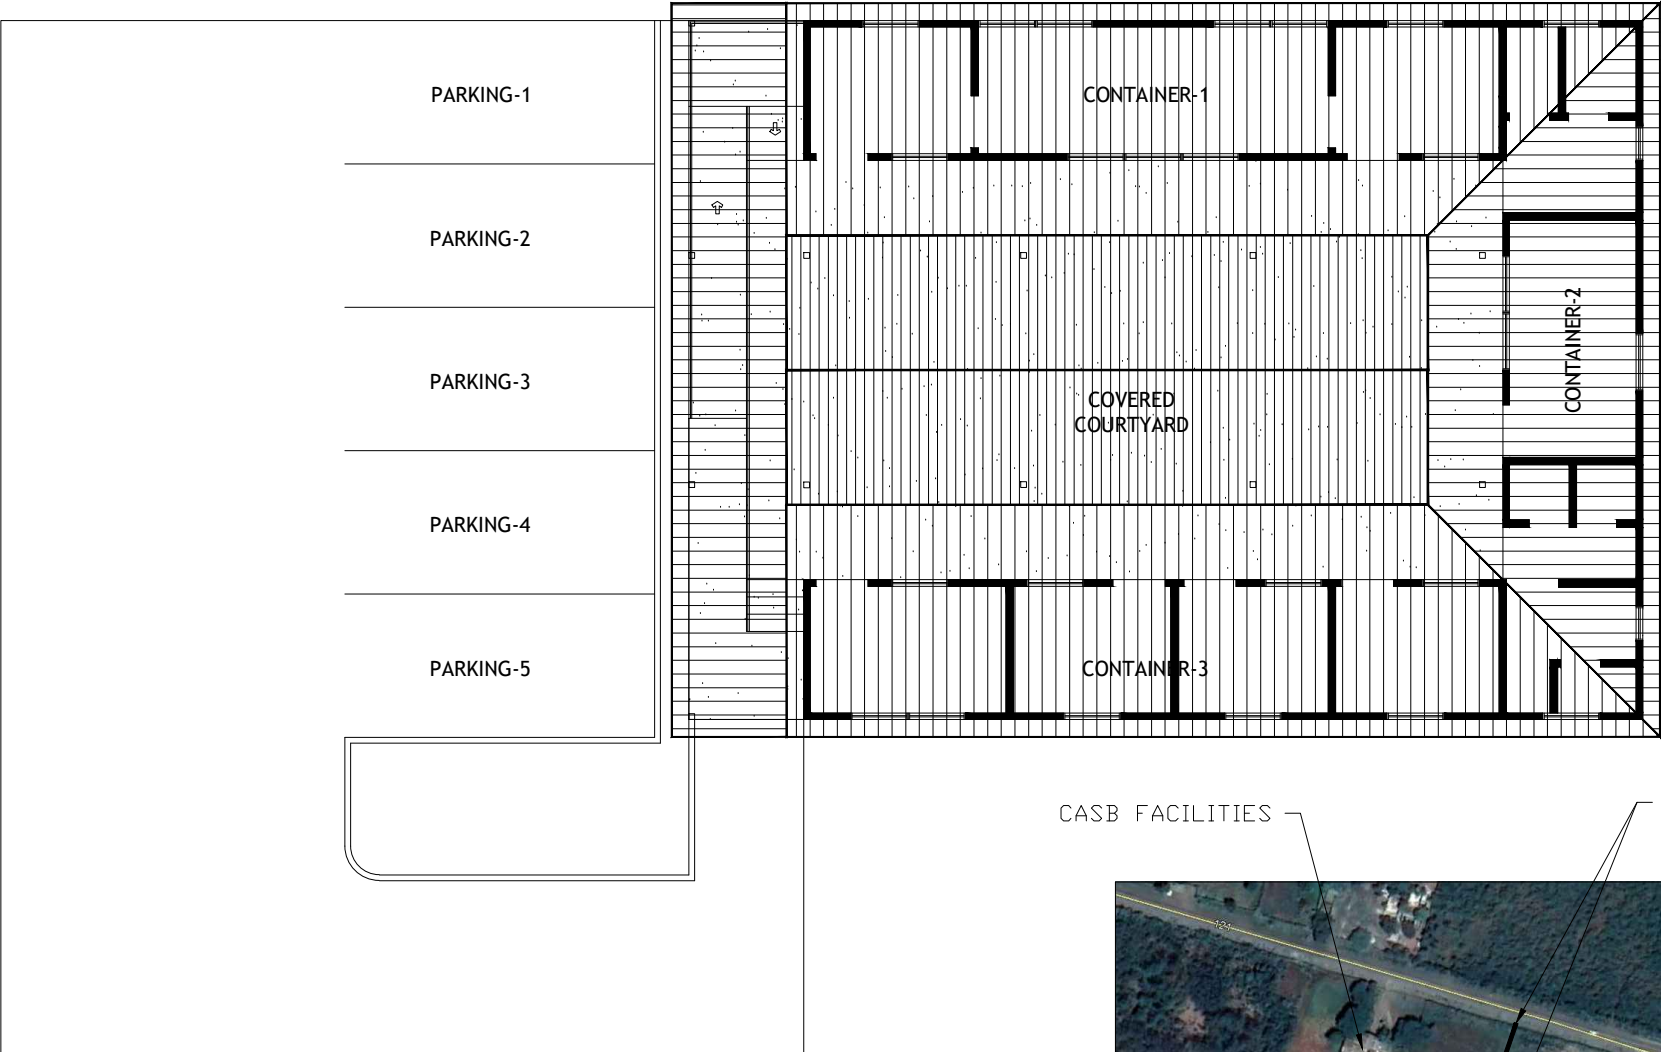 PARKING-1
CONTAINER-1
PARKING-2
CONTAINER-2
PARKING-3
COVERED
COURTYARD
PARKING-4
PARKING-5
CONTAINER-3
CASB FACILITIES
121